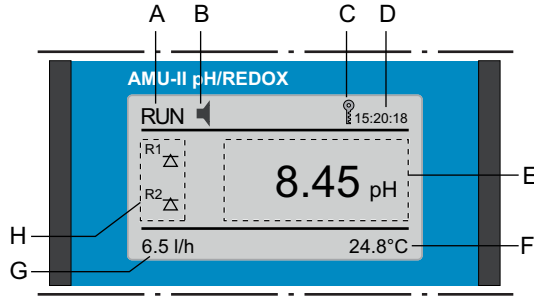 A B C D
AMU-II pH/REDOX
RUN 15:20:18
R1
8.45 pH E
R2
H
6.5 l/h 24.8°C F
G